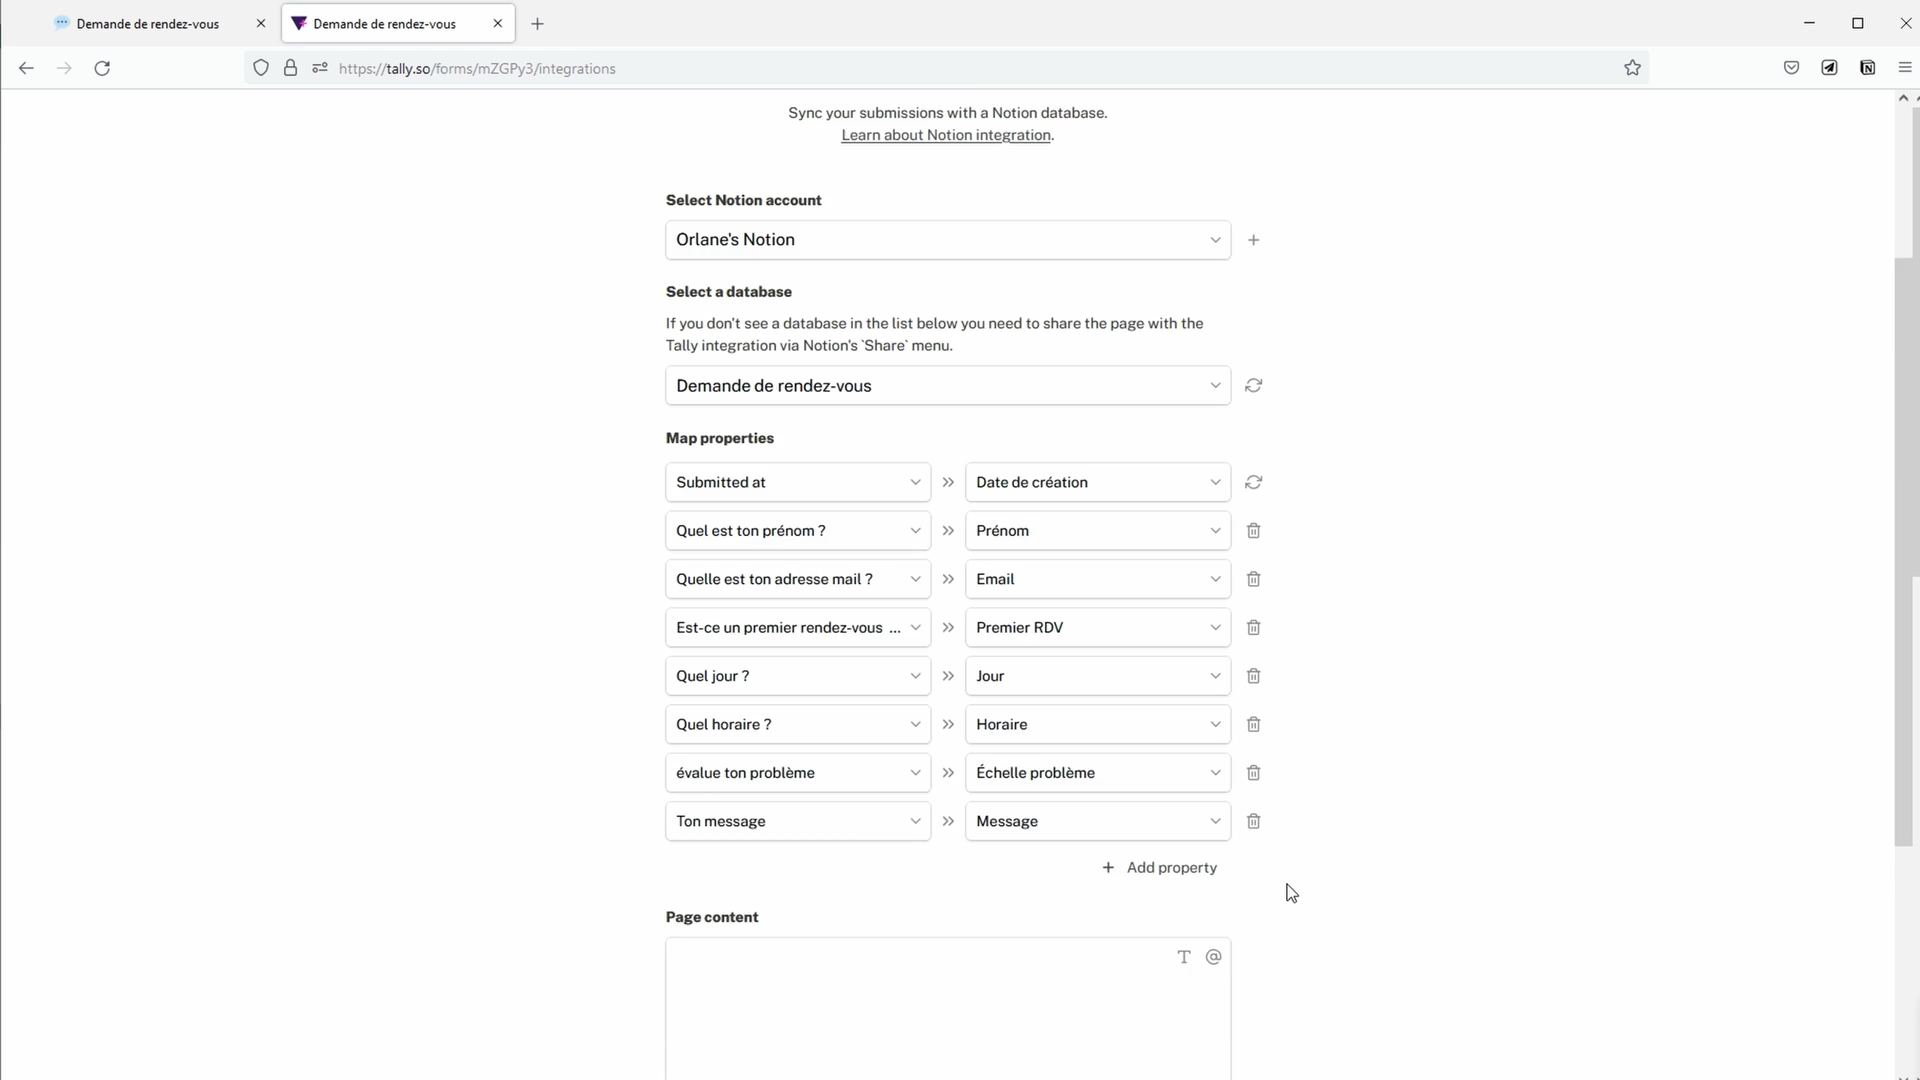 Demande de rendez-vous
Demande de rendez-vous
https://tally.so/forms/mZGPy3/integrations
Sync your submissions with a Notion database.
Learn about Notion integration.
Select Notion account
Orlane's Notion
Select a database
If you don't see a database in the list below you need to share the page with the
Tally integration via Notion's `Share` menu.
Demande de rendez-vous
Map properties
Submitted at » Date de création
Quel est ton prénom ? » Prénom
Quelle est ton adresse mail ? » Email
Est-ce un premier rendez-vous ... » Premier RDV
Quel jour ? » Jour
Quel horaire ? » Horaire
évalue ton problème » Échelle problème
Ton message » Message
+ Add property
Page content
T @